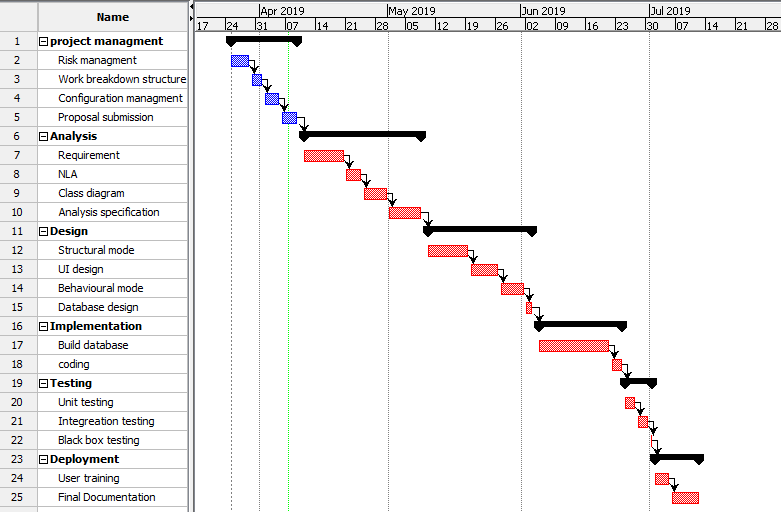 Name
Apr 2019 May 2019 Jun 2019 Jul 2019
17 24 31 07 14 21 28 05 12 19 26 02 09 16 23 30 07 14 21 28
1 project managment
2 Risk managment
3 Work breakdown structure
4 Configuration managment
5 Proposal submission
6 Analysis
7 Requirement
8 NLA
9 Class diagram
10 Analysis specification
11 Design
12 Structural mode
13 UI design
14 Behavioural mode
15 Database design
16 Implementation
17 Build database
18 coding
19 Testing
20 Unit testing
21 Integreation testing
22 Black box testing
23 Deployment
24 User training
25 Final Documentation